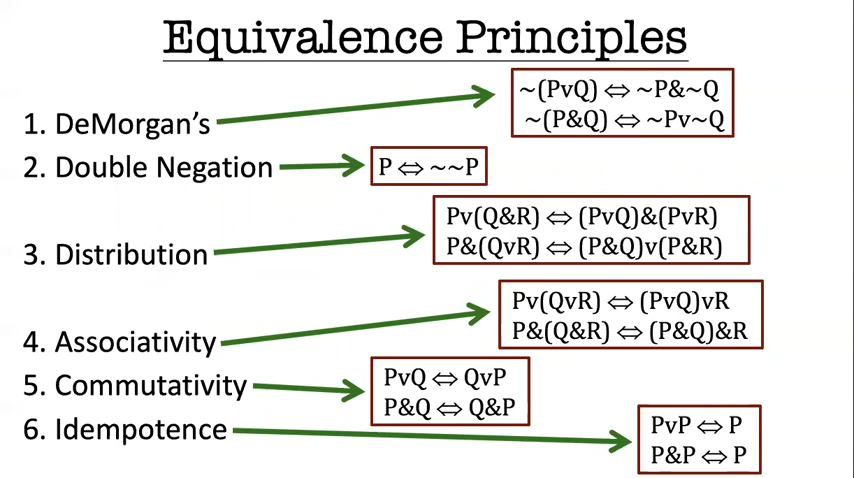 Equivalence Principles
1. DeMorgan's
~(PvQ) ⇔ ~P&~Q
~(P&Q) ⇔ ~Pv~Q
2. Double Negation
P ⇔ ~~P
3. Distribution
Pv(Q&R) ⇔ (PvQ)&(PvR)
P&(QvR) ⇔ (P&Q)v(P&R)
4. Associativity
Pv(QvR) ⇔ (PvQ)vR
P&(Q&R) ⇔ (P&Q)&R
5. Commutativity
PvQ ⇔ QvP
P&Q ⇔ Q&P
6. Idempotence
PvP ⇔ P
P&P ⇔ P